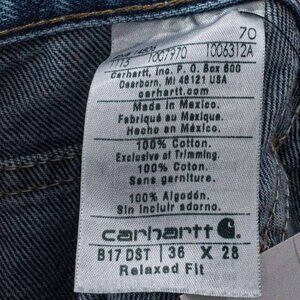 70
1113 1007970 1006312A
Carhartt, Inc. P. O. Box 600
Dearborn, MI 48121 USA
carhartt.com
Made in Mexico.
Fabriqué au Mexique.
Hecho en México.
100% Cotton.
Exclusive of Trimming.
100% Coton.
Sans garniture.
100% Algodón.
Sin incluir adorno.
carhartt
B17 DST 36 X 28
Relaxed Fit